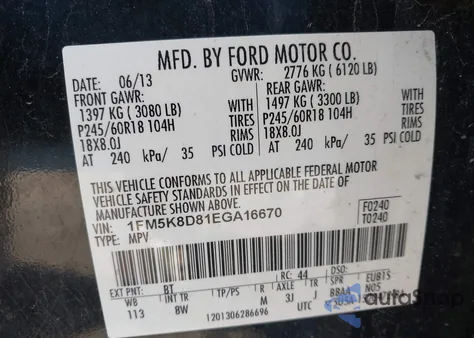 MFD. BY FORD MOTOR CO.
DATE: 06/13 GVWR: 2776 KG ( 6120 LB)
FRONT GAWR: REAR GAWR:
1397 KG ( 3080 LB) WITH 1497 KG ( 3300 LB) WITH
P245/60R18 104H TIRES P245/60R18 104H TIRES
18X8.0J RIMS 18X8.0J RIMS
AT 240 kPa/ 35 PSI COLD AT 240 kPa/ 35 PSI COLD
THIS VEHICLE CONFORMS TO ALL APPLICABLE FEDERAL MOTOR
VEHICLE SAFETY STANDARDS IN EFFECT ON THE DATE OF
MANUFACTURE SHOWN ABOVE.
VIN: 1FM5K8D81EGA16670 F0240
TYPE: MPV T0240
RC: 44 DSO:
EXT PNT: BT R AXLE TR SPR EUBTS
WB INT TR TP/PS M 3J J BBAA N05
113 8W UTC
1201306286696
autoSnap